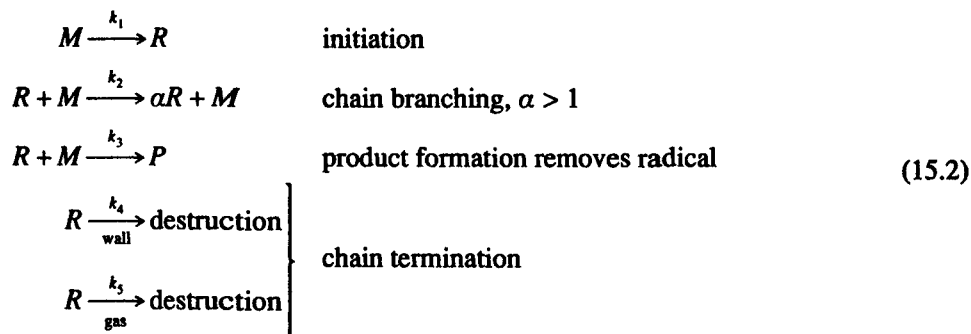 M —k₁→ R initiation
R + M —k₂→ αR + M chain branching, α > 1
R + M —k₃→ P product formation removes radical
(15.2)
R —k₄→ destruction
wall
chain termination
R —k₅→ destruction
gas